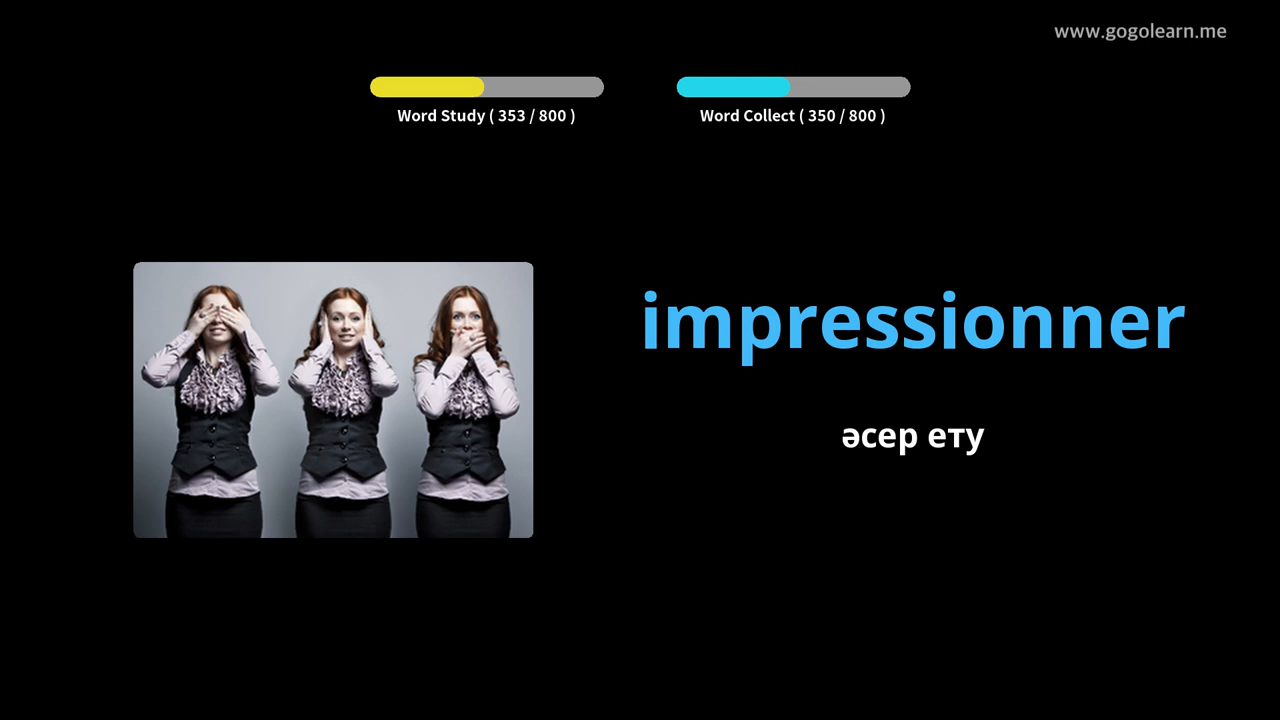 www.gogolearn.me
Word Study ( 353 / 800 )
Word Collect ( 350 / 800 )
impressionner
әсер ету